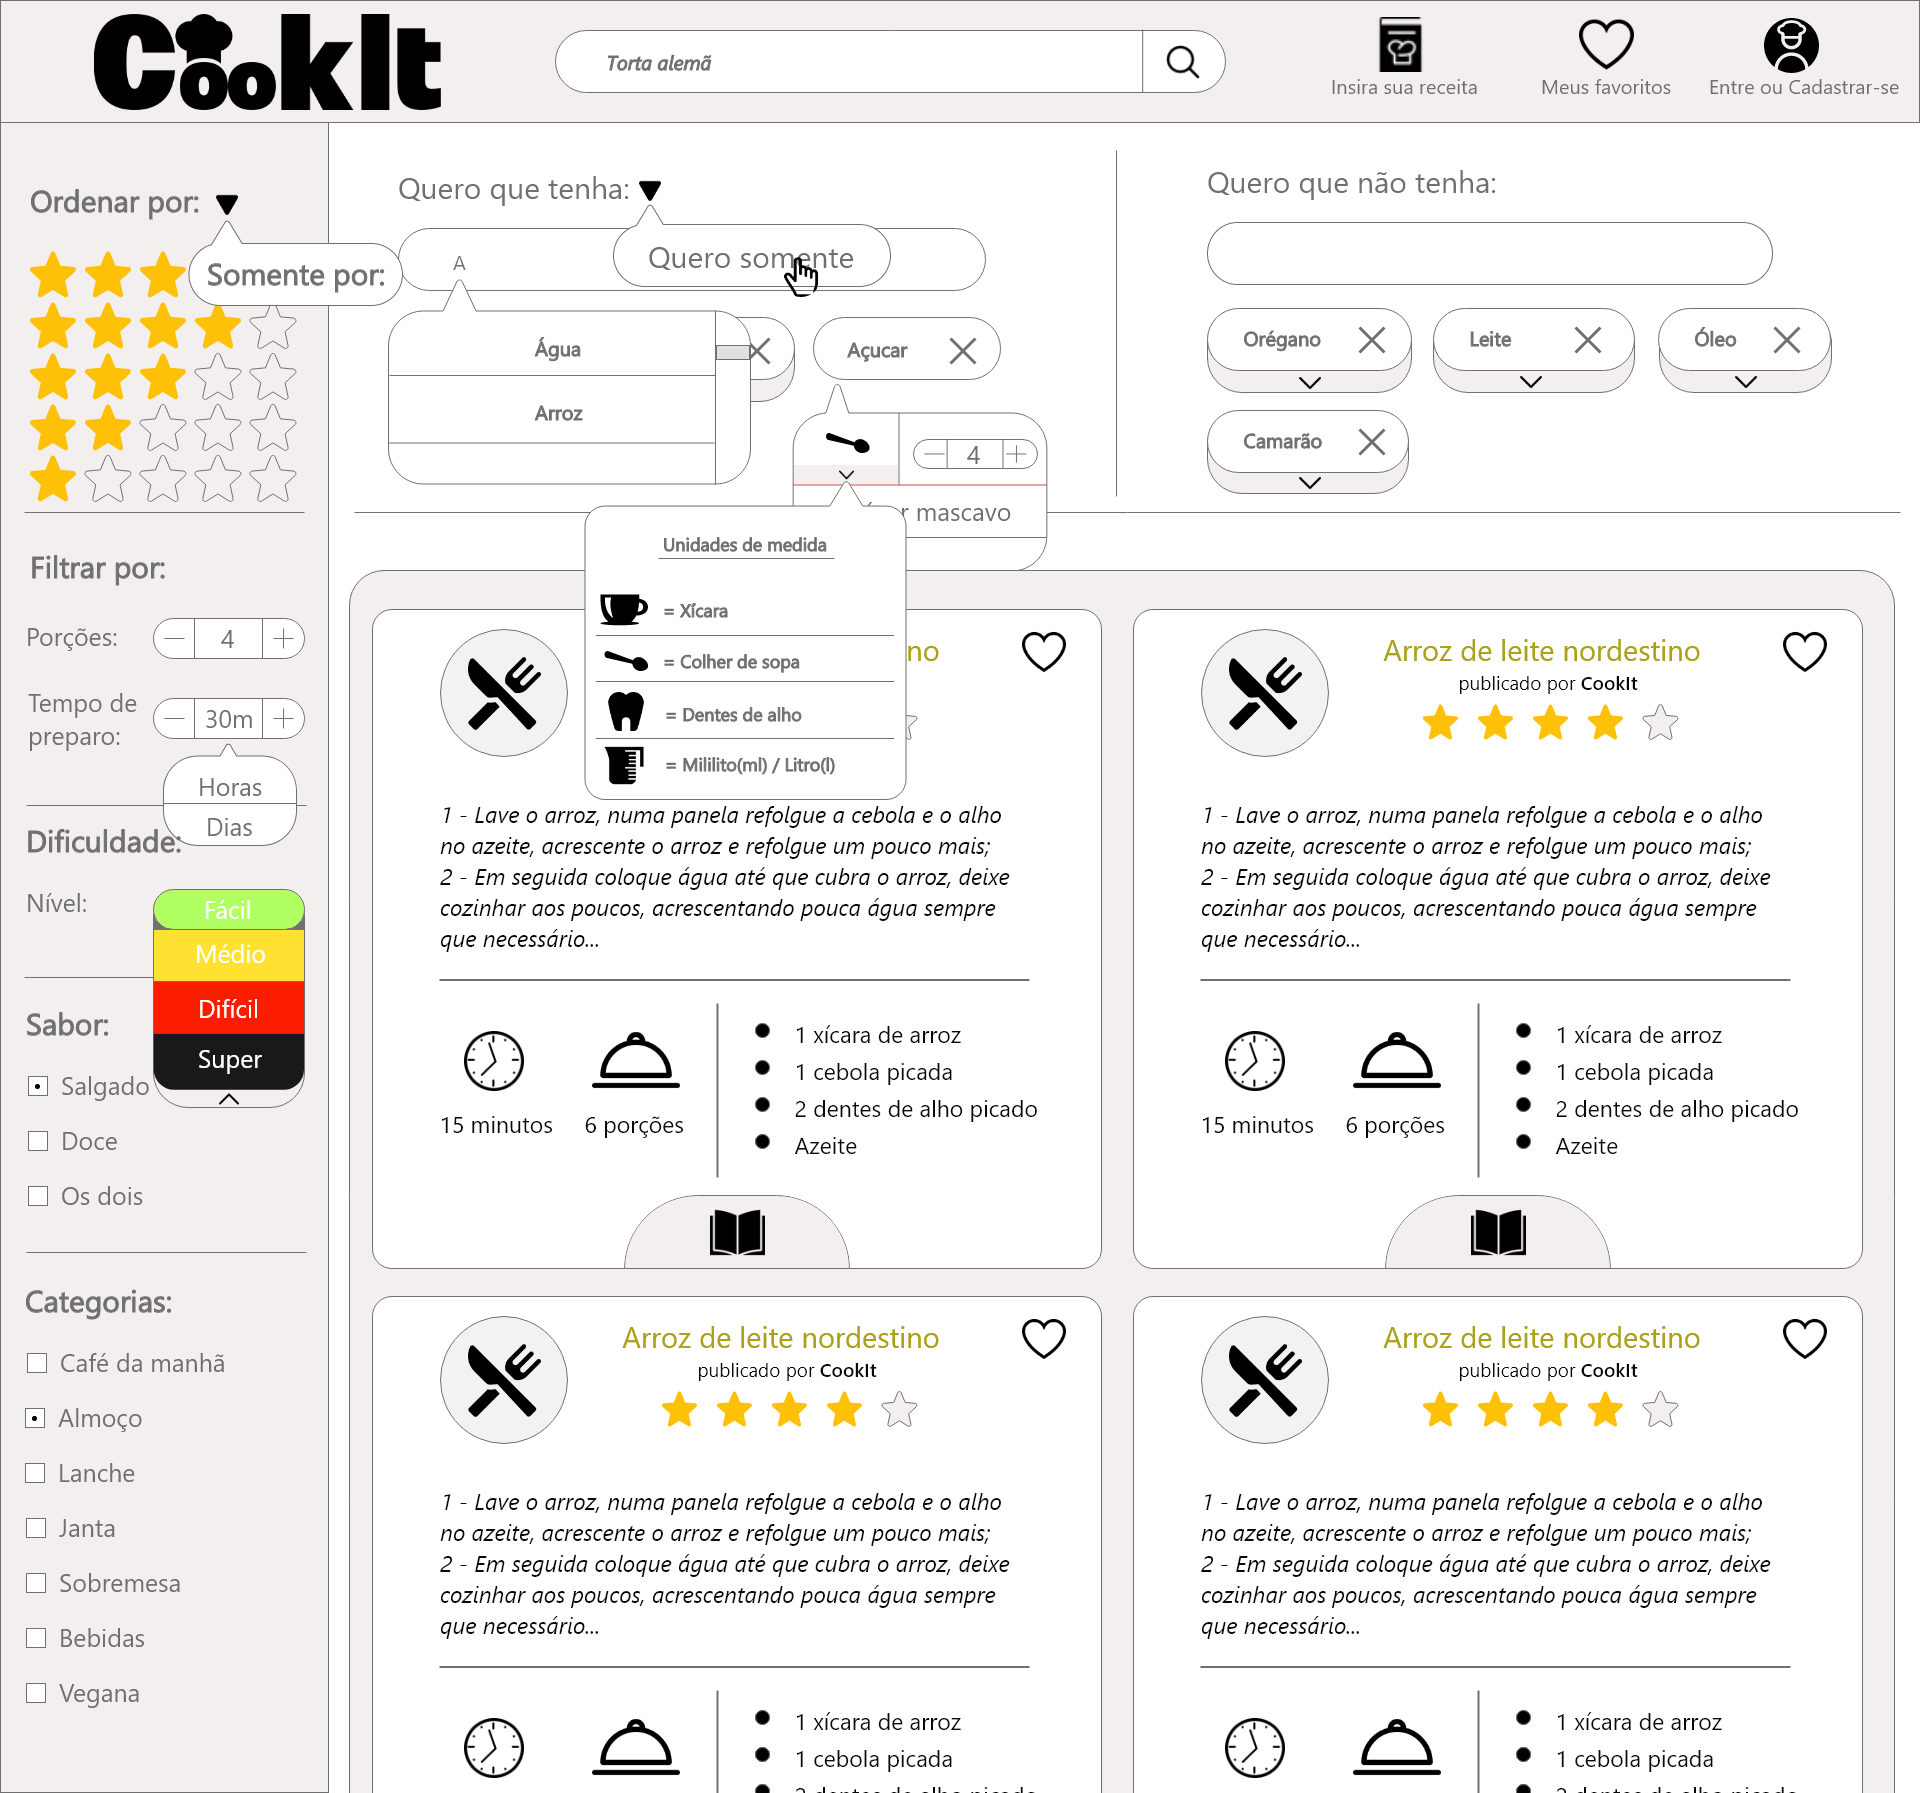 CookIt
Torta alemã
Insira sua receita
Meus favoritos
Entre ou Cadastrar-se
Ordenar por:
Somente por:
Filtrar por:
Porções:
4
Tempo de
preparo:
30m
Horas
Dias
Dificuldade:
Nível:
Fácil
Médio
Difícil
Super
Sabor:
Salgado
Doce
Os dois
Categorias:
Café da manhã
Almoço
Lanche
Janta
Sobremesa
Bebidas
Vegana
Quero que tenha:
Quero somente
A
Água
Arroz
Açucar
4
mascavo
Unidades de medida
= Xícara
= Colher de sopa
= Dentes de alho
= Mililito(ml) / Litro(l)
Quero que não tenha:
Orégano
Leite
Óleo
Camarão
1 - Lave o arroz, numa panela refolgue a cebola e o alho
no azeite, acrescente o arroz e refolgue um pouco mais;
2 - Em seguida coloque água até que cubra o arroz, deixe
cozinhar aos poucos, acrescentando pouca água sempre
que necessário...
15 minutos
6 porções
1 xícara de arroz
1 cebola picada
2 dentes de alho picado
Azeite
Arroz de leite nordestino
publicado por CookIt
1 - Lave o arroz, numa panela refolgue a cebola e o alho
no azeite, acrescente o arroz e refolgue um pouco mais;
2 - Em seguida coloque água até que cubra o arroz, deixe
cozinhar aos poucos, acrescentando pouca água sempre
que necessário...
15 minutos
6 porções
1 xícara de arroz
1 cebola picada
2 dentes de alho picado
Azeite
Arroz de leite nordestino
publicado por CookIt
1 - Lave o arroz, numa panela refolgue a cebola e o alho
no azeite, acrescente o arroz e refolgue um pouco mais;
2 - Em seguida coloque água até que cubra o arroz, deixe
cozinhar aos poucos, acrescentando pouca água sempre
que necessário...
1 xícara de arroz
1 cebola picada
Arroz de leite nordestino
publicado por CookIt
1 - Lave o arroz, numa panela refolgue a cebola e o alho
no azeite, acrescente o arroz e refolgue um pouco mais;
2 - Em seguida coloque água até que cubra o arroz, deixe
cozinhar aos poucos, acrescentando pouca água sempre
que necessário...
1 xícara de arroz
1 cebola picada